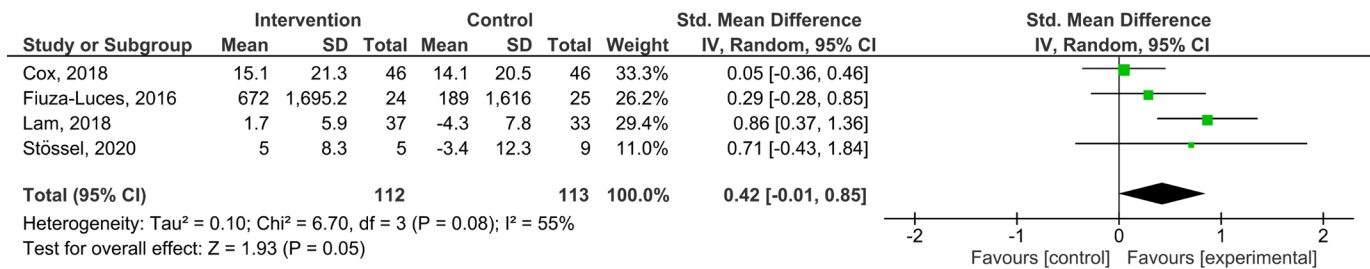 Intervention Control Std. Mean Difference Std. Mean Difference
Study or Subgroup Mean SD Total Mean SD Total Weight IV, Random, 95% CI IV, Random, 95% CI
Cox, 2018 15.1 21.3 46 14.1 20.5 46 33.3% 0.05 [-0.36, 0.46]
Fiuza-Luces, 2016 672 1,695.2 24 189 1,616 25 26.2% 0.29 [-0.28, 0.85]
Lam, 2018 1.7 5.9 37 -4.3 7.8 33 29.4% 0.86 [0.37, 1.36]
Stössel, 2020 5 8.3 5 -3.4 12.3 9 11.0% 0.71 [-0.43, 1.84]
Total (95% CI) 112 113 100.0% 0.42 [-0.01, 0.85]
Heterogeneity: Tau² = 0.10; Chi² = 6.70, df = 3 (P = 0.08); I² = 55%
Test for overall effect: Z = 1.93 (P = 0.05)
-2 -1 0 1 2
Favours [control] Favours [experimental]